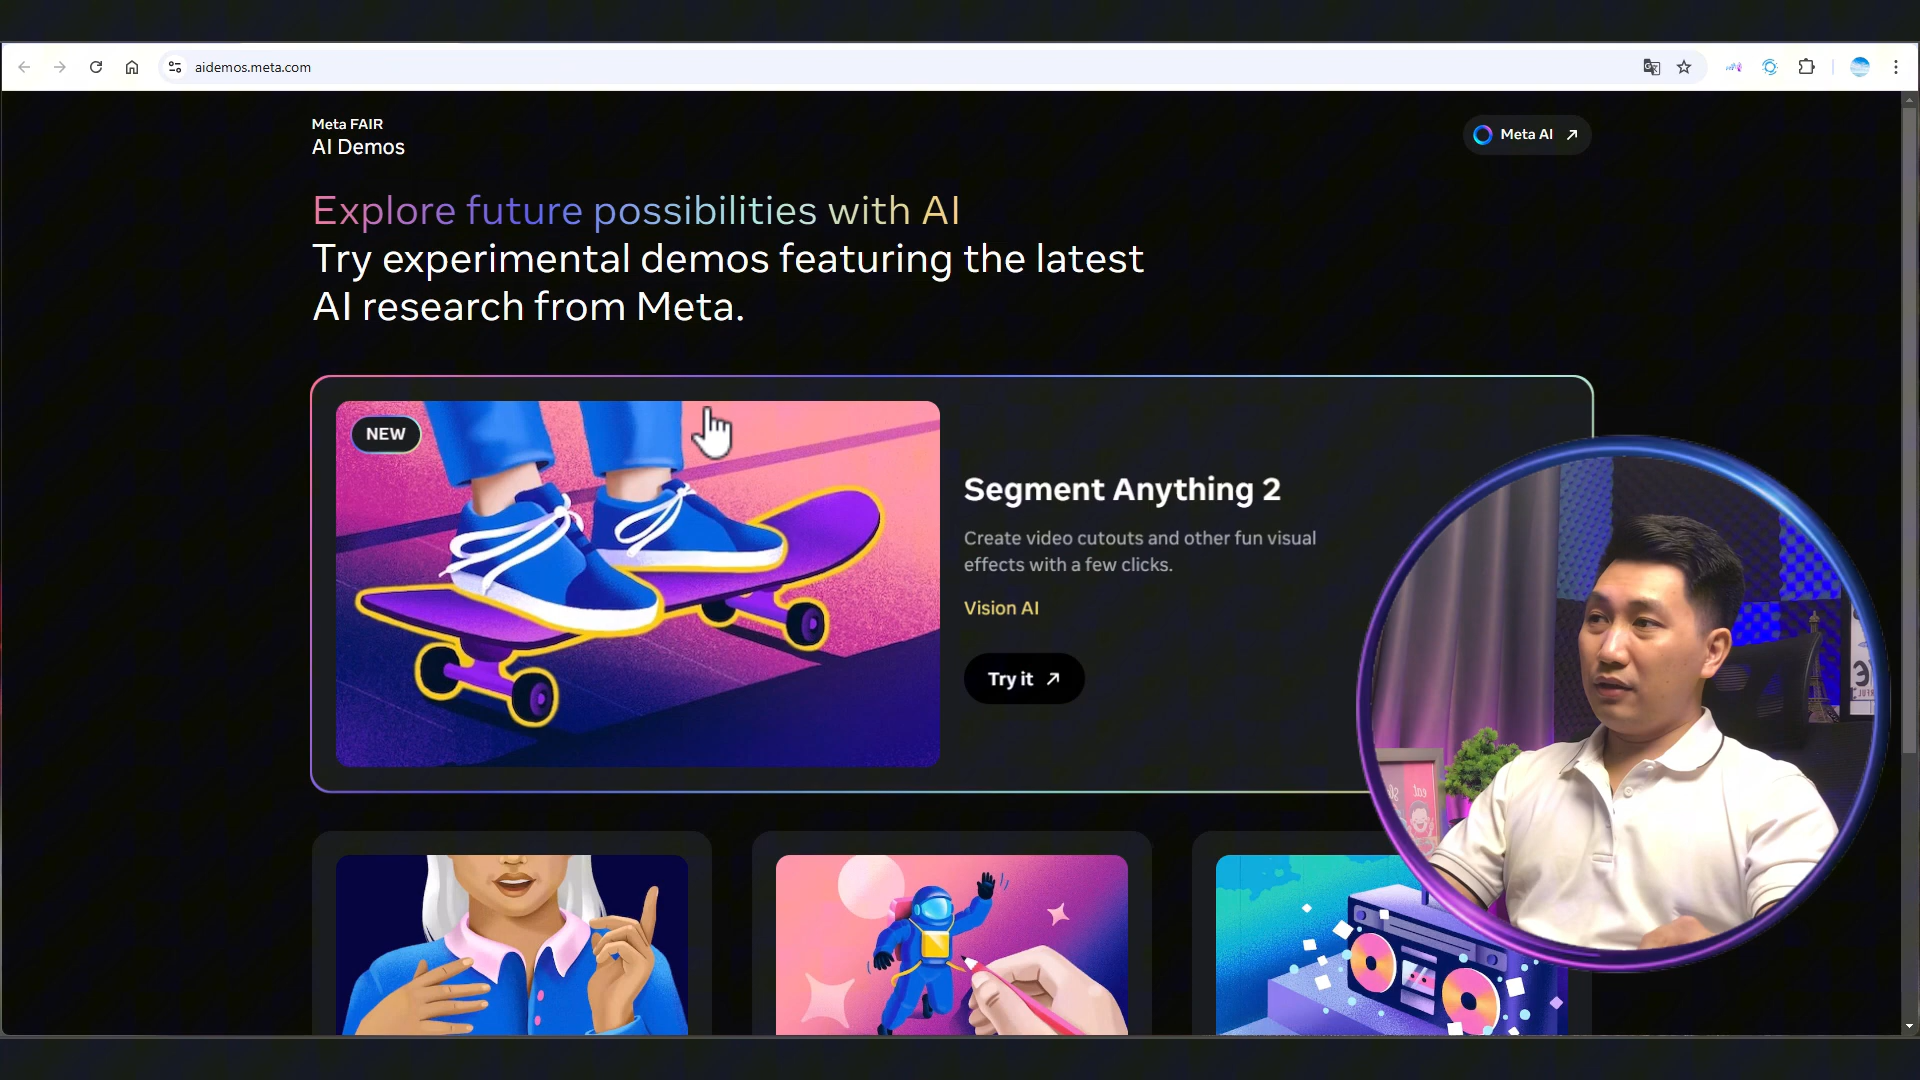 aidemos.meta.com
Meta FAIR
AI Demos
Meta AI
Explore future possibilities with AI
Try experimental demos featuring the latest
AI research from Meta.
NEW
Segment Anything 2
Create video cutouts and other fun visual
effects with a few clicks.
Vision AI
Try it